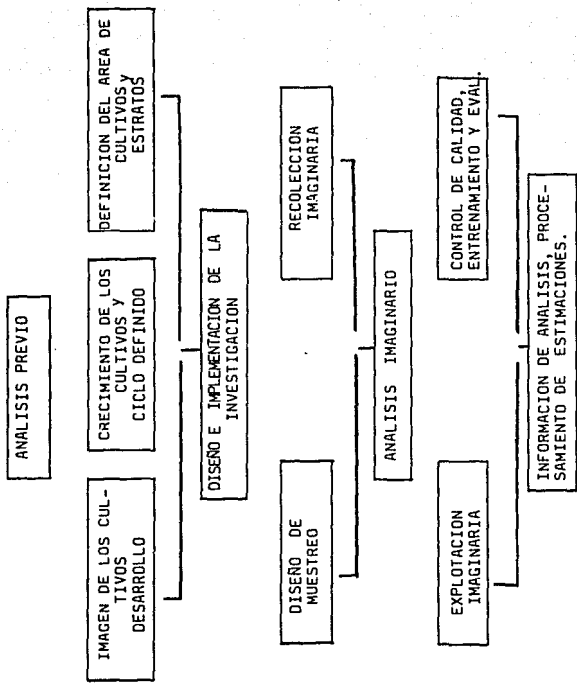 ANALISIS PREVIO
IMAGEN DE LOS CUL-
TIVOS
DESARROLLO
CRECIMIENTO DE LOS
CULTIVOS y
CICLO DEFINIDO
DEFINICION DEL AREA DE
CULTIVOS y
ESTRATOS
DISEÑO E IMPLEMENTACION DE LA
INVESTIGACION
DISEÑO DE
MUESTREO
RECOLECCION
IMAGINARIA
ANALISIS IMAGINARIO
EXPLOTACION
IMAGINARIA
CONTROL DE CALIDAD,
ENTRENAMIENTO Y EVAL.
INFORMACION DE ANALISIS, PROCE-
SAMIENTO DE ESTIMACIONES.